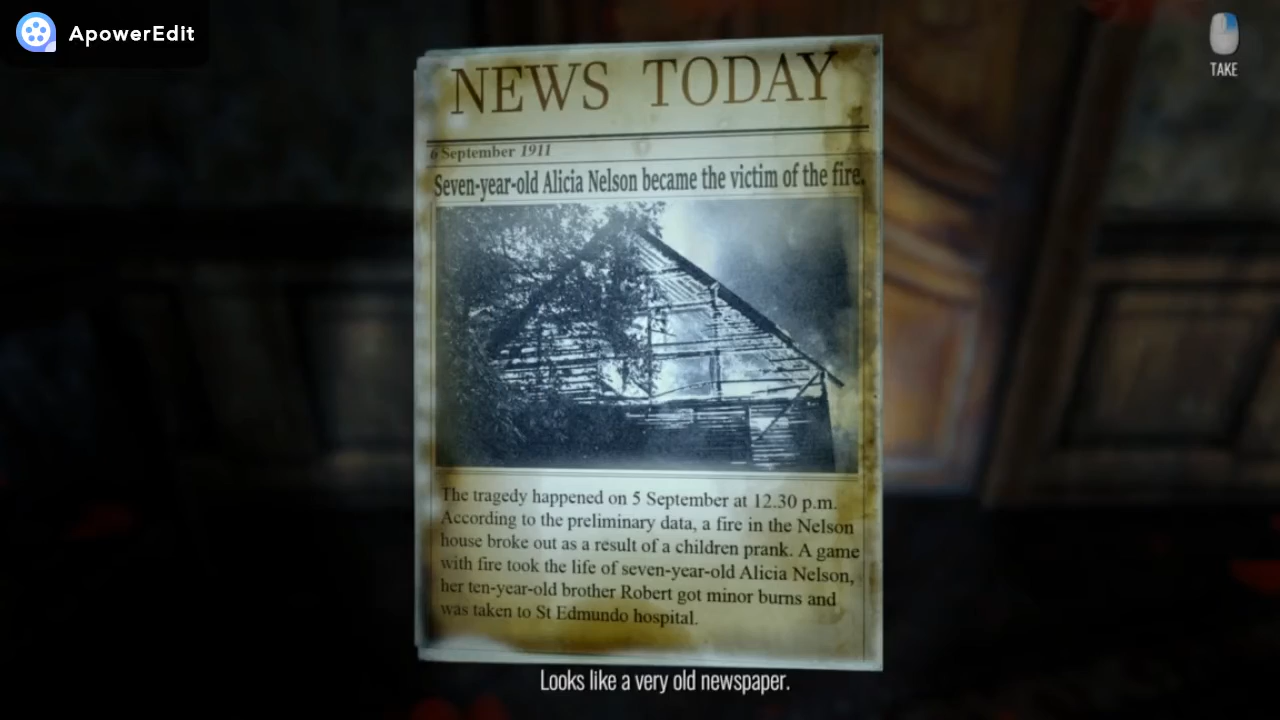 ApowerEdit
TAKE
NEWS TODAY
6 September 1911
Seven-year-old Alicia Nelson became the victim of the fire.
The tragedy happened on 5 September at 12.30 p.m.
According to the preliminary data, a fire in the Nelson
house broke out as a result of a children prank. A game
with fire took the life of seven-year-old Alicia Nelson,
her ten-year-old brother Robert got minor burns and
was taken to St Edmundo hospital.
Looks like a very old newspaper.